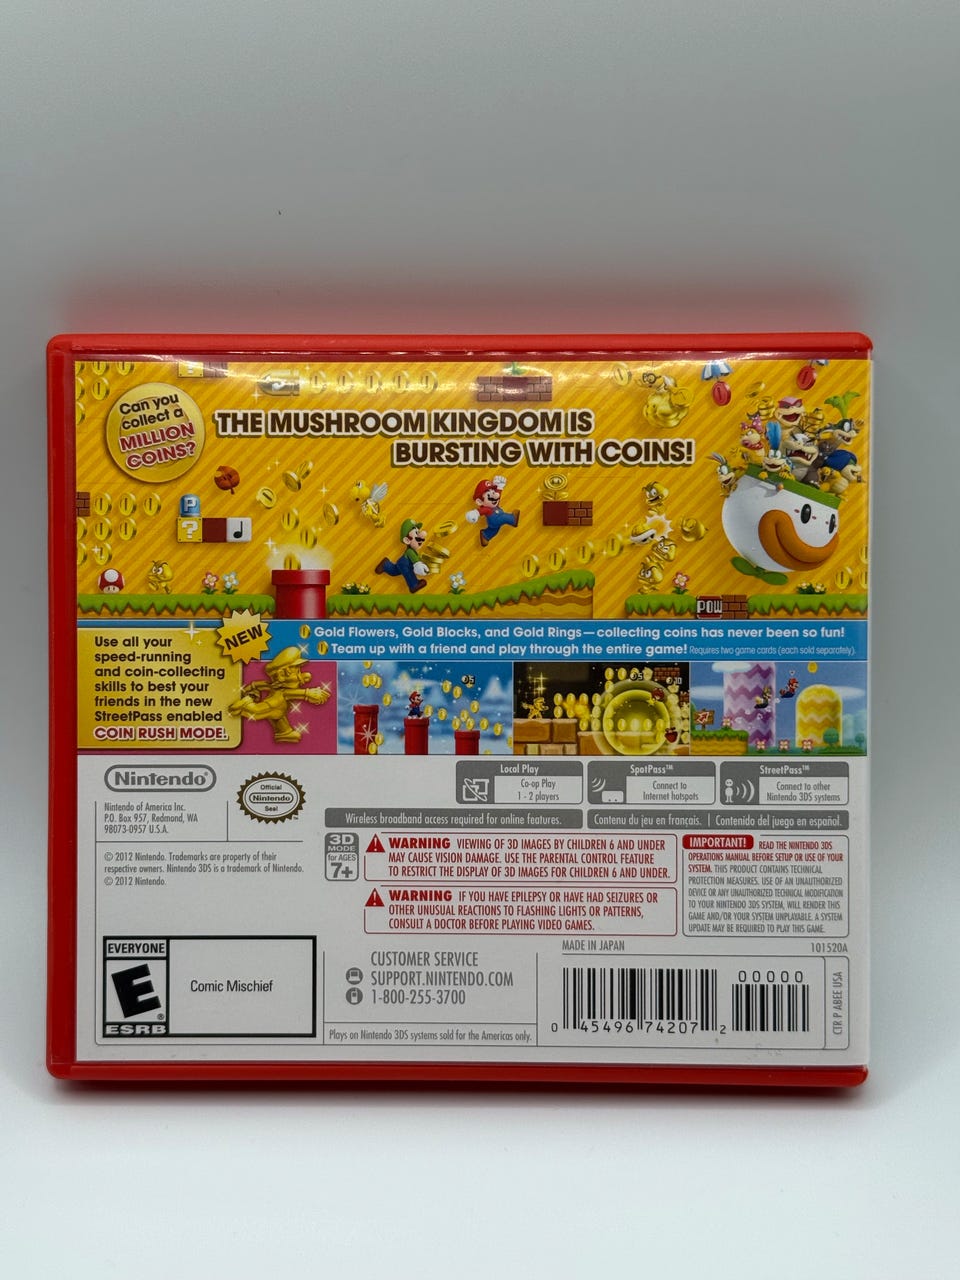 Can you
collect a
MILLION
COINS?
THE MUSHROOM KINGDOM IS
BURSTING WITH COINS!
P
?
POW
NEW
Use all your
speed-running
and coin-collecting
skills to best your
friends in the new
StreetPass enabled
COIN RUSH MODE.
Gold Flowers, Gold Blocks, and Gold Rings—collecting coins has never been so fun!
Team up with a friend and play through the entire game! Requires two game cards (each sold separately).
Nintendo®
Official
Nintendo
Seal
Nintendo of America Inc.
P.O. Box 957, Redmond, WA
98073-0957 U.S.A.
© 2012 Nintendo. Trademarks are property of their
respective owners. Nintendo 3DS is a trademark of Nintendo.
© 2012 Nintendo.
Local Play
Co-op Play
1 - 2 players
SpotPass™
Connect to
Internet hotspots
StreetPass™
Connect to other
Nintendo 3DS systems
Wireless broadband access required for online features.
Contenu du jeu en français.
Contenido del juego en español.
3D
MODE
for AGES
7+
WARNING VIEWING OF 3D IMAGES BY CHILDREN 6 AND UNDER
MAY CAUSE VISION DAMAGE. USE THE PARENTAL CONTROL FEATURE
TO RESTRICT THE DISPLAY OF 3D IMAGES FOR CHILDREN 6 AND UNDER.
WARNING IF YOU HAVE EPILEPSY OR HAVE HAD SEIZURES OR
OTHER UNUSUAL REACTIONS TO FLASHING LIGHTS OR PATTERNS,
CONSULT A DOCTOR BEFORE PLAYING VIDEO GAMES.
IMPORTANT! READ THE NINTENDO 3DS
OPERATIONS MANUAL BEFORE SETUP OR USE OF YOUR
SYSTEM. THIS PRODUCT CONTAINS TECHNICAL
PROTECTION MEASURES. USE OF AN UNAUTHORIZED
DEVICE OR ANY UNAUTHORIZED TECHNICAL MODIFICATION
TO YOUR NINTENDO 3DS SYSTEM, WILL RENDER THIS
GAME AND/OR YOUR SYSTEM UNPLAYABLE. A SYSTEM
UPDATE MAY BE REQUIRED TO PLAY THIS GAME.
EVERYONE
E®
ESRB
Comic Mischief
CUSTOMER SERVICE
SUPPORT.NINTENDO.COM
1-800-255-3700
Plays on Nintendo 3DS systems sold for the Americas only.
MADE IN JAPAN
101520A
00000
0 45496 74207 2
CTR P ABEE USA